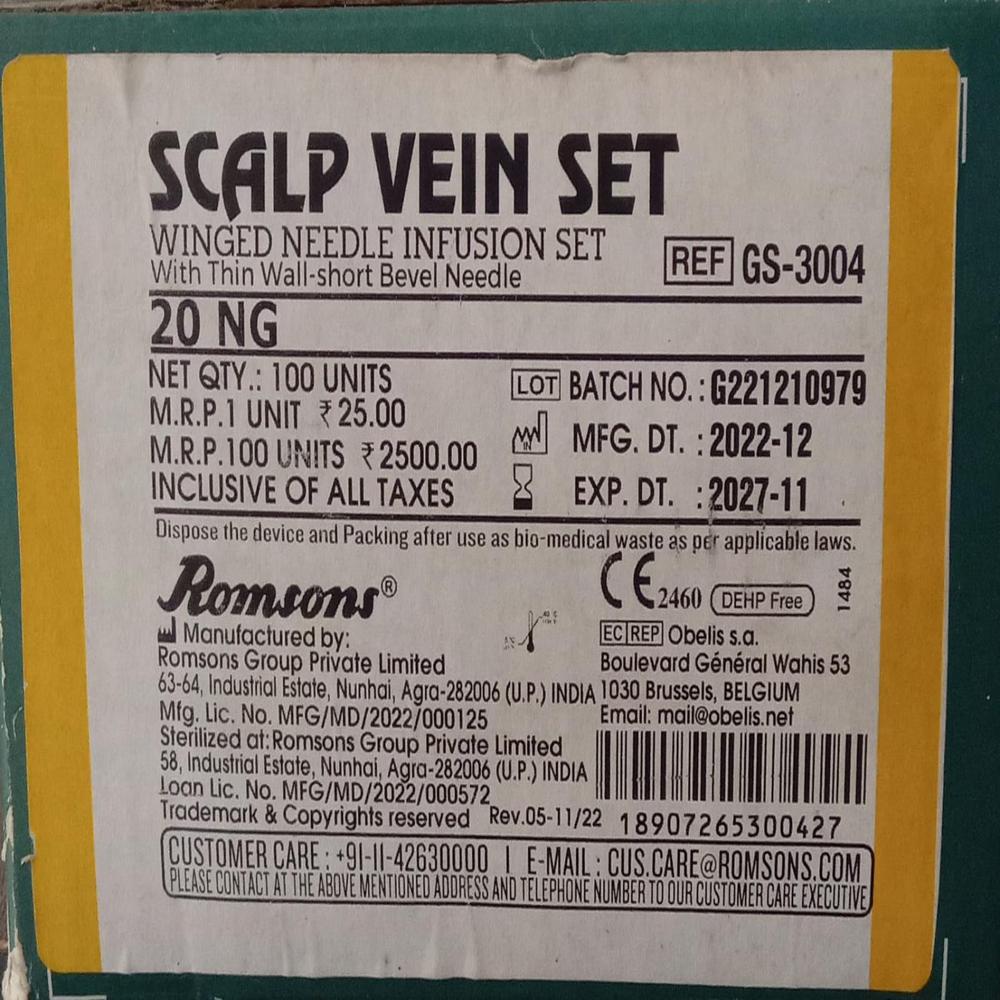 SCALP VEIN SET
WINGED NEEDLE INFUSION SET
With Thin Wall-short Bevel Needle
REF GS-3004
20 NG
NET QTY.: 100 UNITS
M.R.P.1 UNIT ₹ 25.00
M.R.P.100 UNITS ₹ 2500.00
INCLUSIVE OF ALL TAXES
LOT BATCH NO. : G221210979
MFG. DT. : 2022-12
EXP. DT. : 2027-11
Dispose the device and Packing after use as bio-medical waste as per applicable laws.
Romsons®
Manufactured by:
Romsons Group Private Limited
63-64, Industrial Estate, Nunhai, Agra-282006 (U.P.) INDIA
Mfg. Lic. No. MFG/MD/2022/000125
Sterilized at: Romsons Group Private Limited
58, Industrial Estate, Nunhai, Agra-282006 (U.P.) INDIA
Loan Lic. No. MFG/MD/2022/000572
Trademark & Copyrights reserved Rev.05-11/22
CE 2460 DEHP Free
1484
EC REP Obelis s.a.
Boulevard Général Wahis 53
1030 Brussels, BELGIUM
Email: mail@obelis.net
18907265300427
CUSTOMER CARE : +91-11-42630000 | E-MAIL : CUS.CARE@ROMSONS.COM
PLEASE CONTACT AT THE ABOVE MENTIONED ADDRESS AND TELEPHONE NUMBER TO OUR CUSTOMER CARE EXECUTIVE